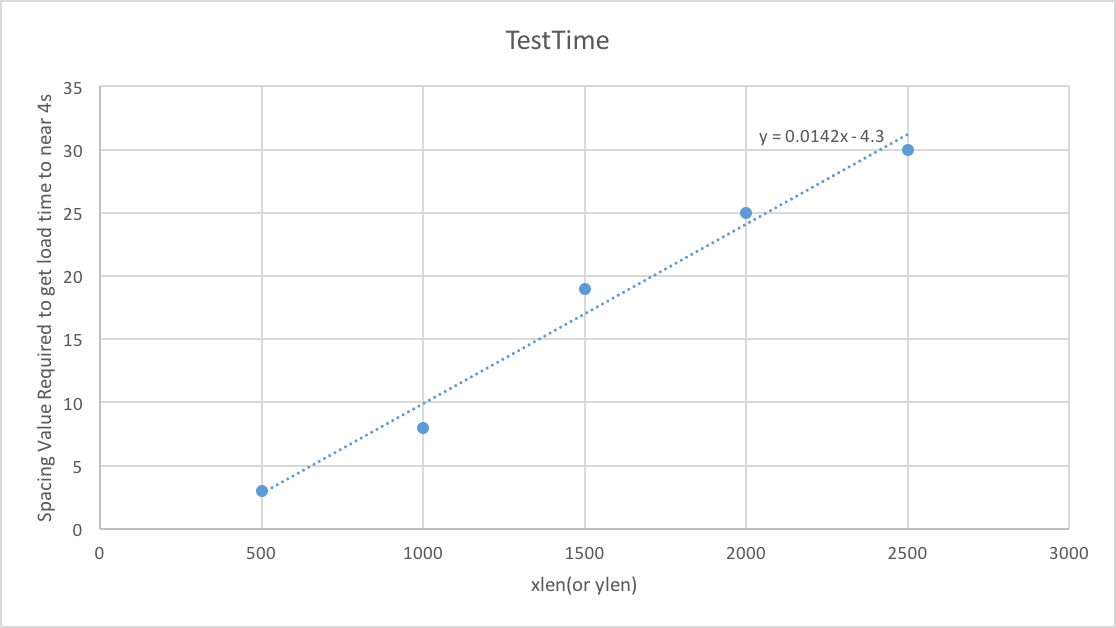 TestTime
Spacing Value Required to get load time to near 4s
35
30
25
20
15
10
5
0
y = 0.0142x - 4.3
0 500 1000 1500 2000 2500 3000
xlen(or ylen)